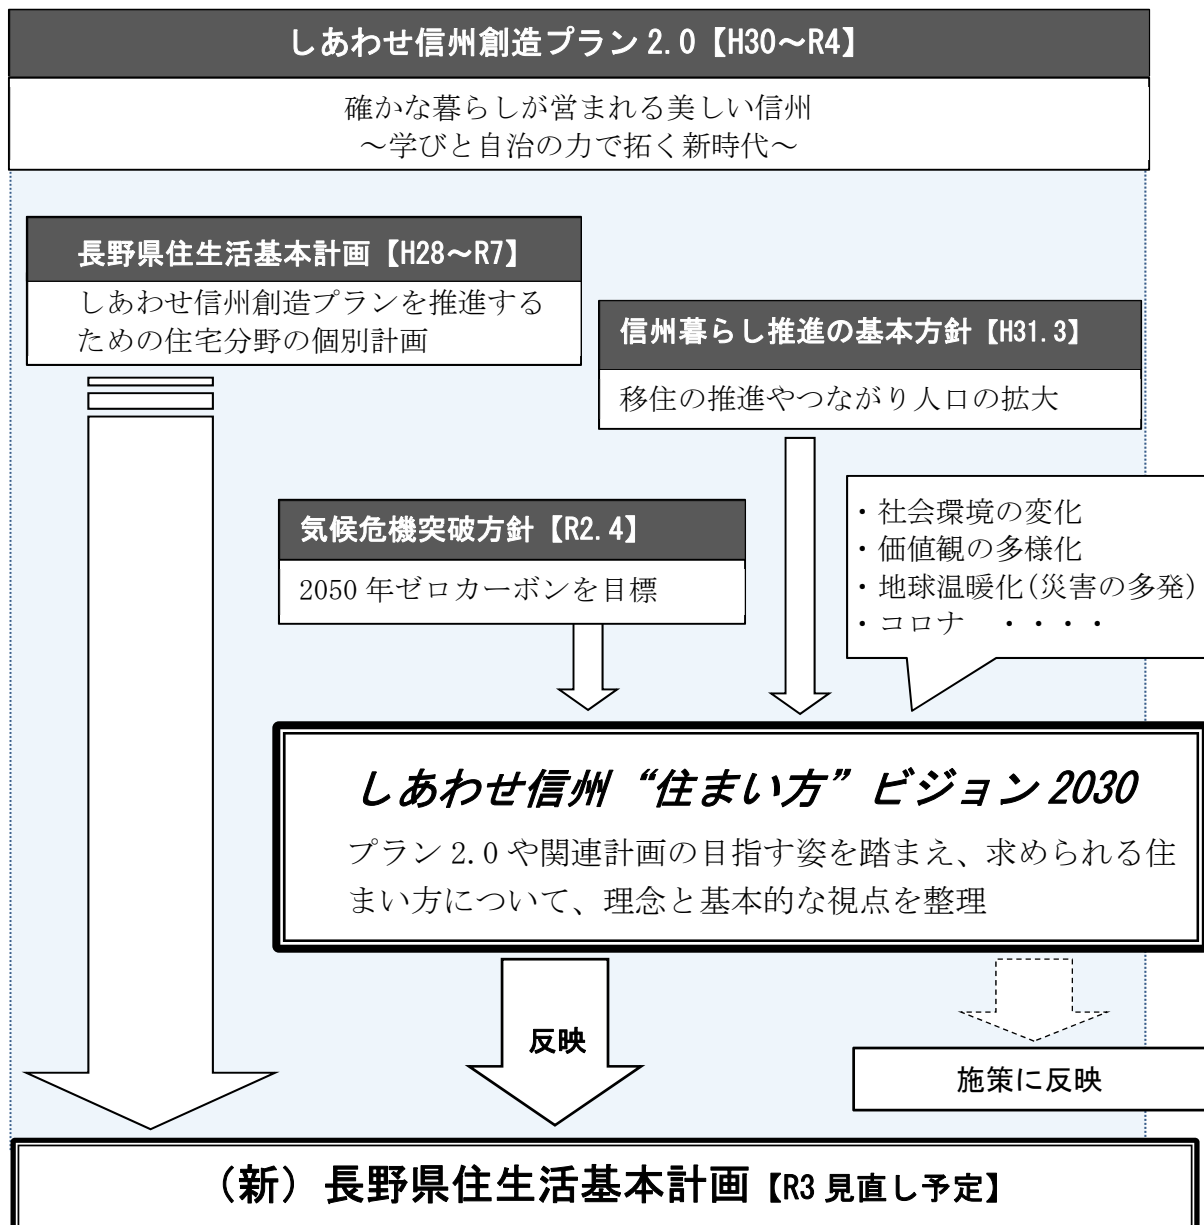 しあわせ信州創造プラン 2.0【H30～R4】
確かな暮らしが営まれる美しい信州
～学びと自治の力で拓く新時代～
長野県住生活基本計画【H28～R7】
しあわせ信州創造プランを推進する
ための住宅分野の個別計画
信州暮らし推進の基本方針【H31.3】
移住の推進やつながり人口の拡大
気候危機突破方針【R2.4】
2050 年ゼロカーボンを目標
・社会環境の変化
・価値観の多様化
・地球温暖化(災害の多発)
・コロナ ・・・・
しあわせ信州 “住まい方” ビジョン 2030
プラン 2.0 や関連計画の目指す姿を踏まえ、求められる住
まい方について、理念と基本的な視点を整理
反映
施策に反映
（新）長野県住生活基本計画【R3 見直し予定】